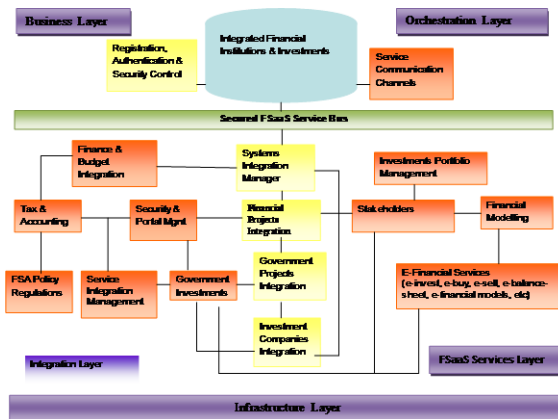 Business Layer
Orchestration Layer
Registration,
Authentication &
Security Control
Integrated Financial
Institutions & Investments
Service
Communication
Channels
Secured FSaaS Service Bus
Finance &
Budget
Integration
Systems
Integration
Manager
Investments Portfolio
Management
Tax &
Accounting
Security &
Portal Mgmt
Financial
Projects
Integration
Stakeholders
Financial
Modelling
FSA Policy
Regulations
Service
Integration
Management
Government
Investments
Government
Projects
Integration
E-Financial Services
(e-invest, e-buy, e-sell, e-balance-
sheet, e-financial models, etc)
Investment
Companies
Integration
Integration Layer
FSaaS Services Layer
Infrastructure Layer